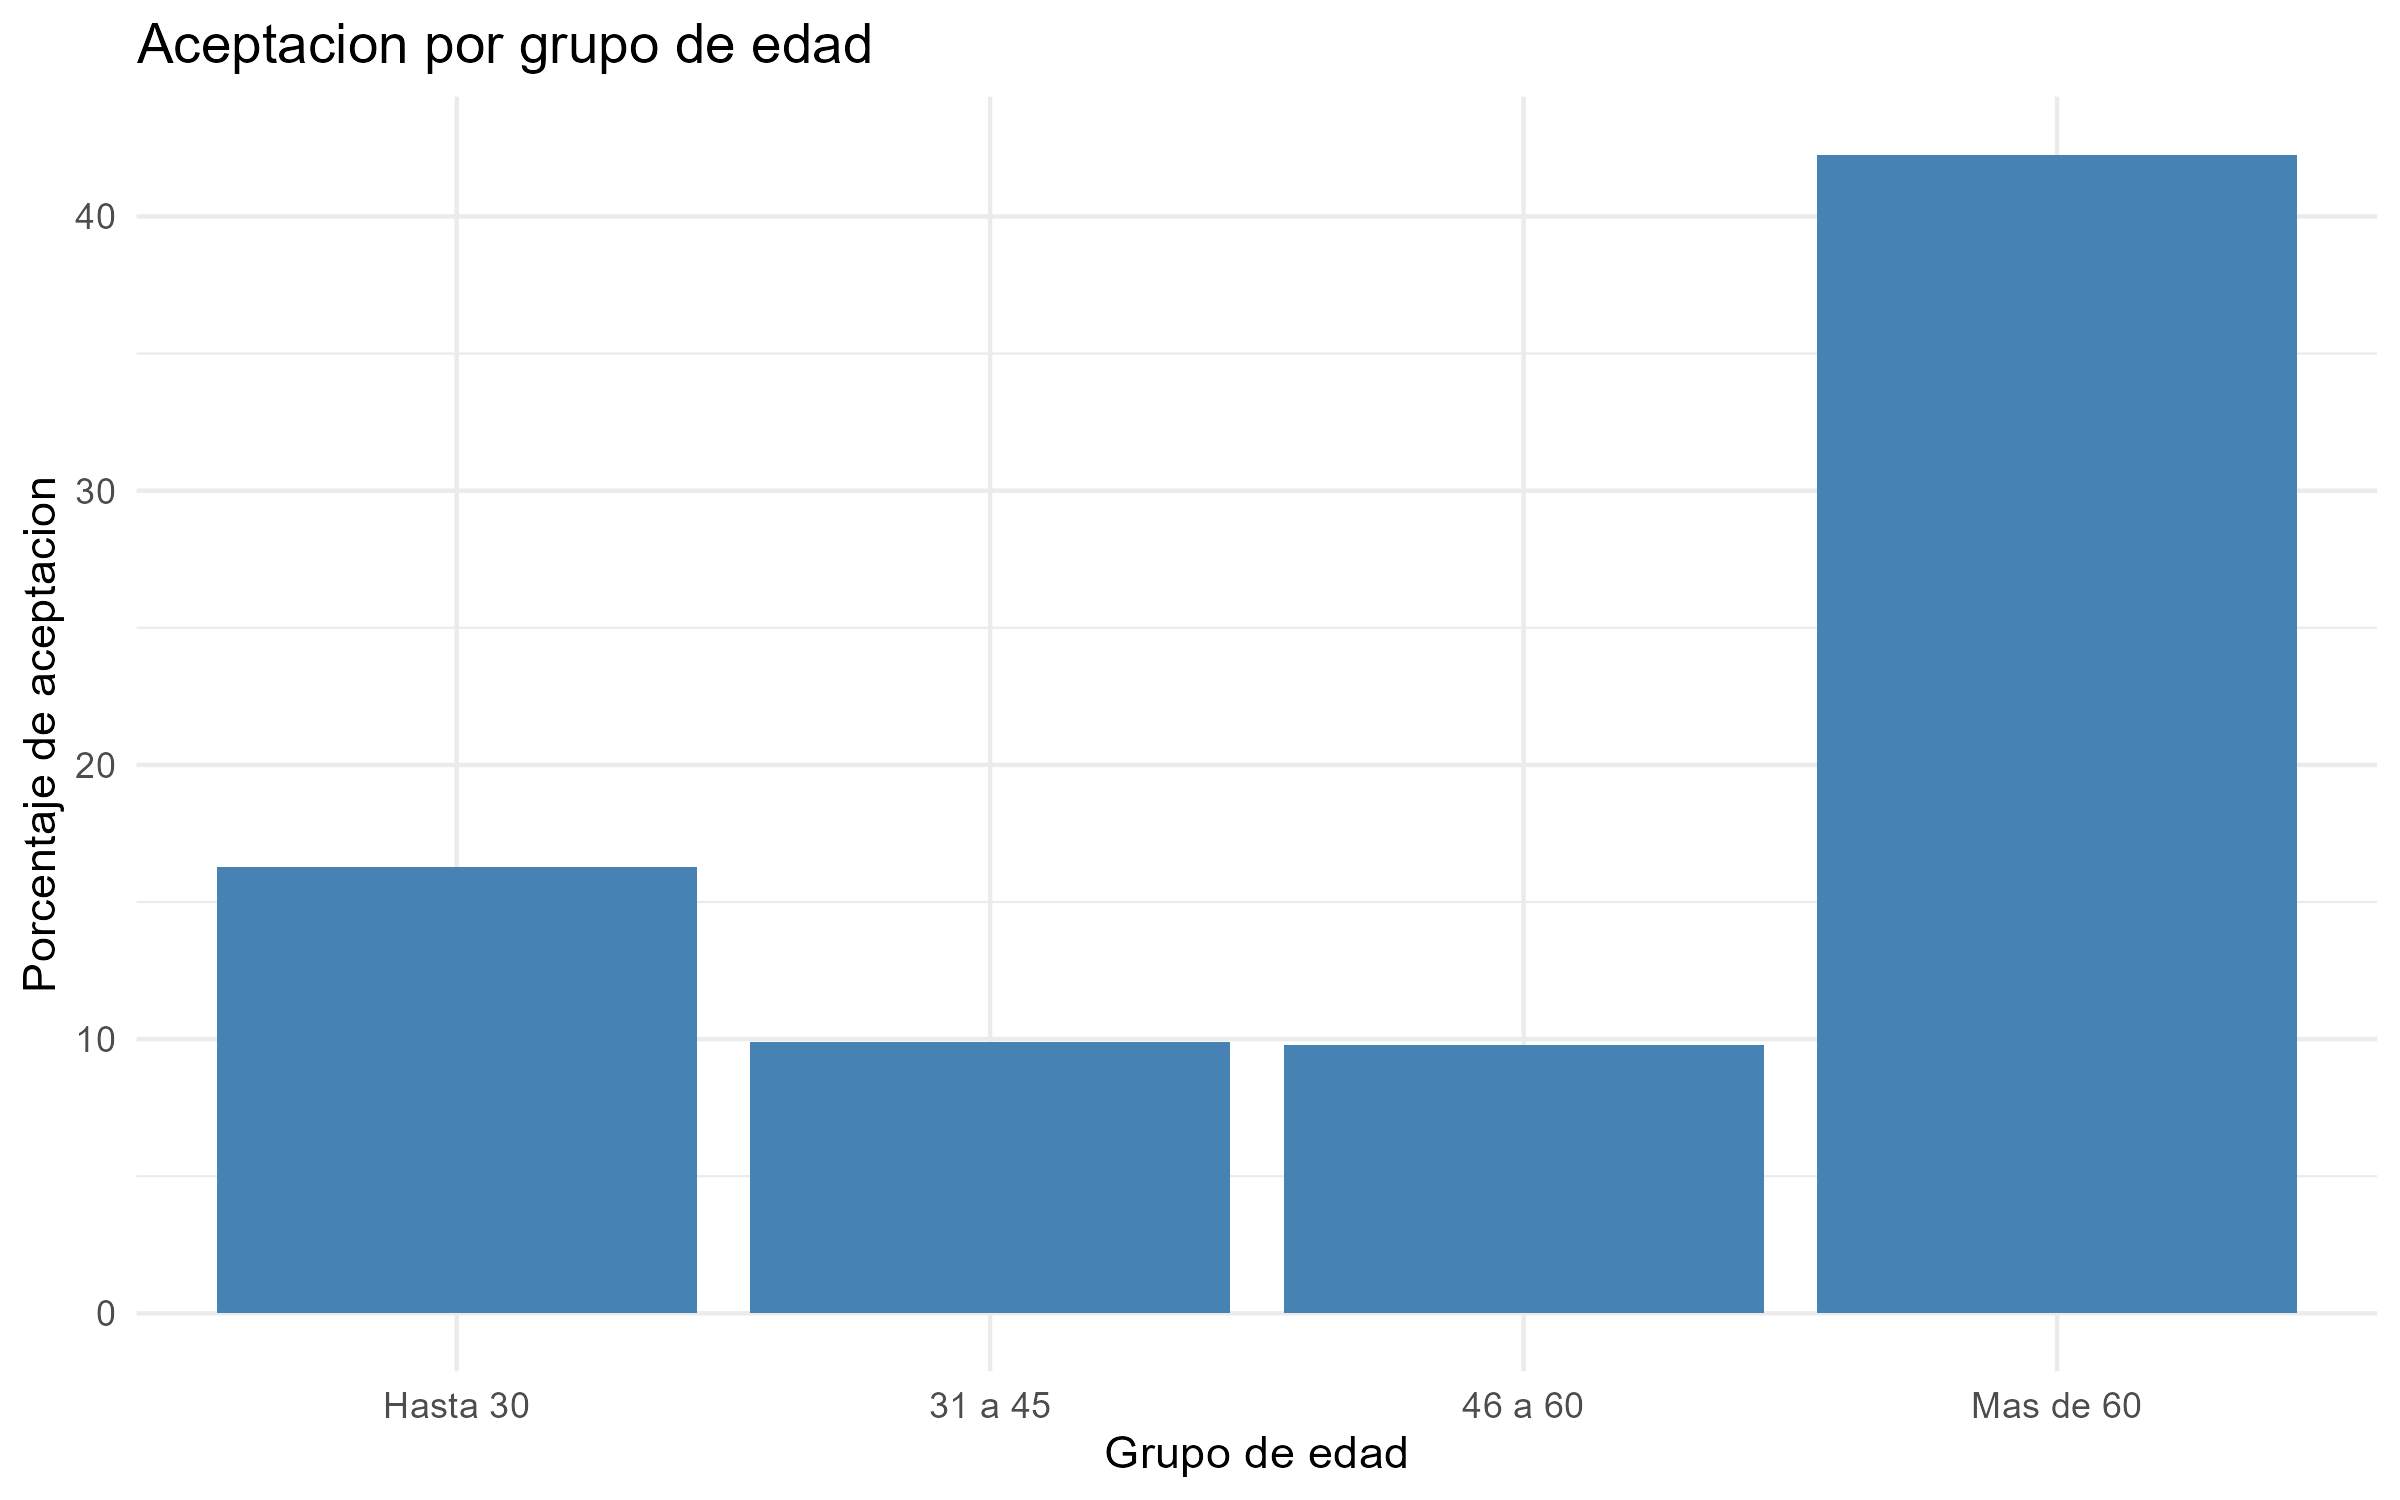 Aceptacion por grupo de edad
Porcentaje de aceptacion
40
30
20
10
0
Hasta 30
31 a 45
46 a 60
Mas de 60
Grupo de edad